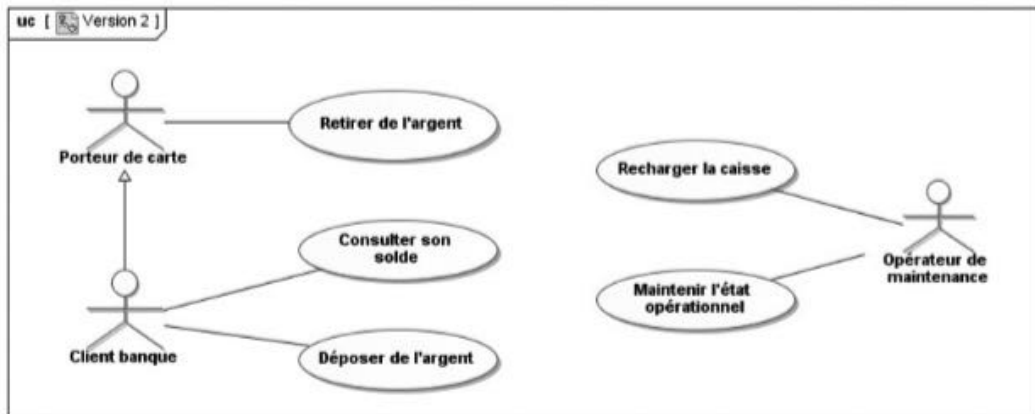 uc [ Version 2 ]
Porteur de carte
Retirer de l'argent
Recharger la caisse
Consulter son
solde
Opérateur de
maintenance
Maintenir l'état
opérationnel
Client banque
Déposer de l'argent